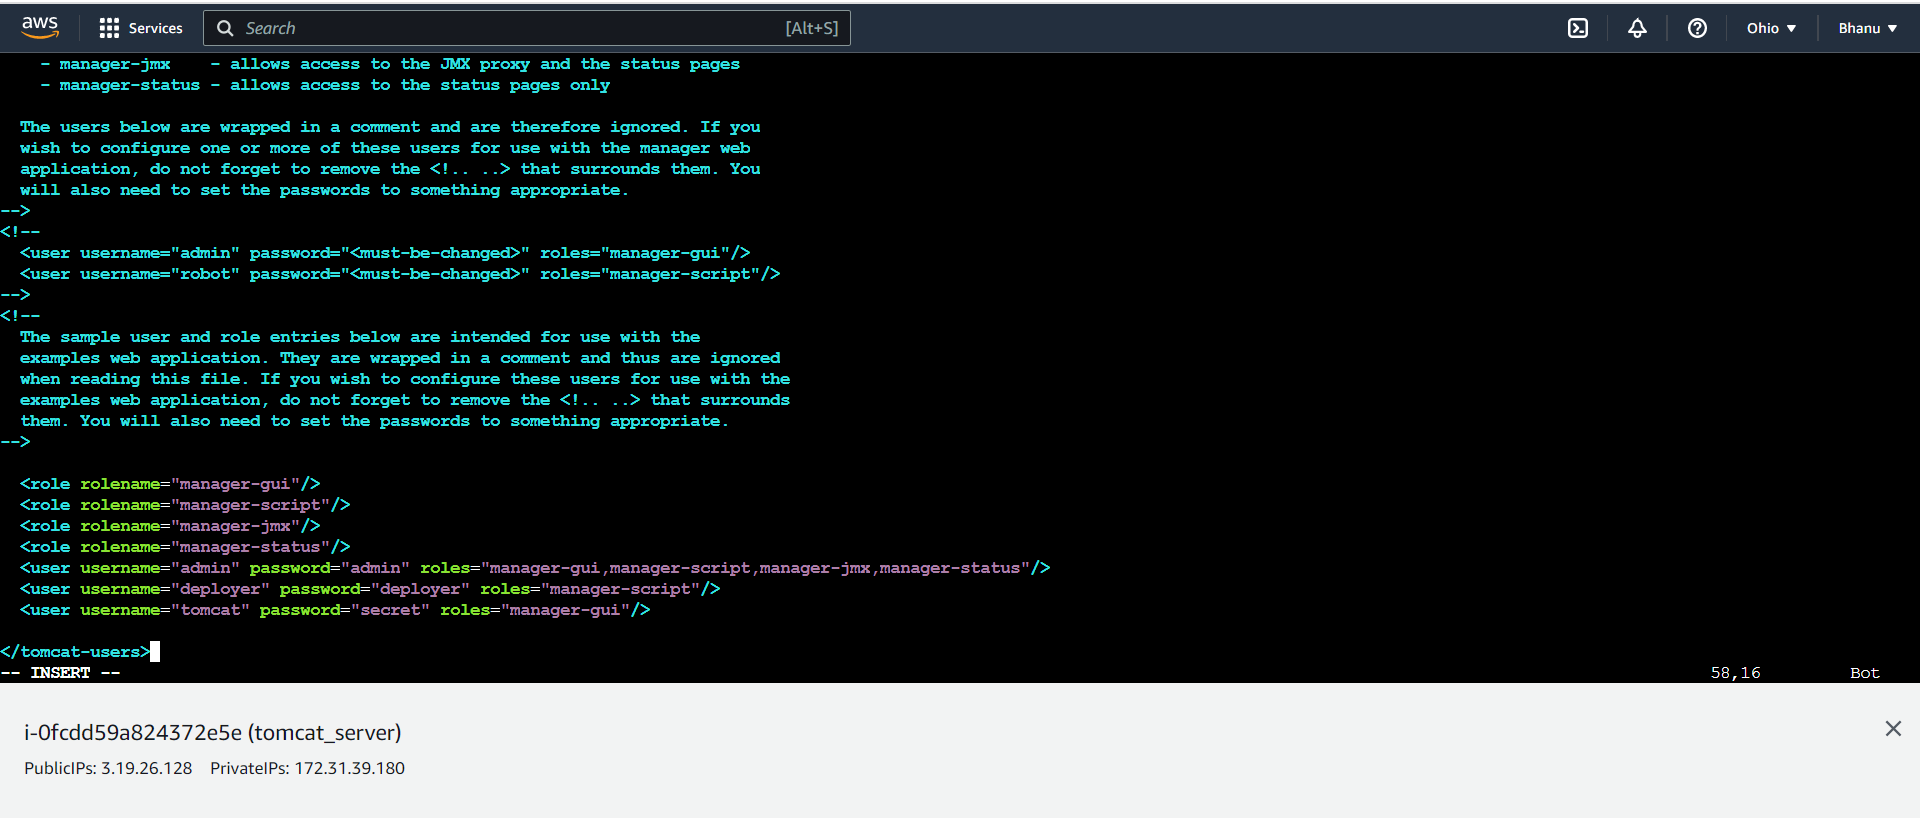 aws Services Search [Alt+S] Ohio ▼ Bhanu ▼
- manager-jmx    - allows access to the JMX proxy and the status pages
- manager-status - allows access to the status pages only
The users below are wrapped in a comment and are therefore ignored. If you
wish to configure one or more of these users for use with the manager web
application, do not forget to remove the <!.. ..> that surrounds them. You
will also need to set the passwords to something appropriate.
-->
<!--
<user username="admin" password="<must-be-changed>" roles="manager-gui"/>
<user username="robot" password="<must-be-changed>" roles="manager-script"/>
-->
<!--
The sample user and role entries below are intended for use with the
examples web application. They are wrapped in a comment and thus are ignored
when reading this file. If you wish to configure these users for use with the
examples web application, do not forget to remove the <!.. ..> that surrounds
them. You will also need to set the passwords to something appropriate.
-->
<role rolename="manager-gui"/>
<role rolename="manager-script"/>
<role rolename="manager-jmx"/>
<role rolename="manager-status"/>
<user username="admin" password="admin" roles="manager-gui,manager-script,manager-jmx,manager-status"/>
<user username="deployer" password="deployer" roles="manager-script"/>
<user username="tomcat" password="secret" roles="manager-gui"/>
</tomcat-users>
-- INSERT -- 58,16 Bot
i-0fcdd59a824372e5e (tomcat_server)
PublicIPs: 3.19.26.128 PrivateIPs: 172.31.39.180